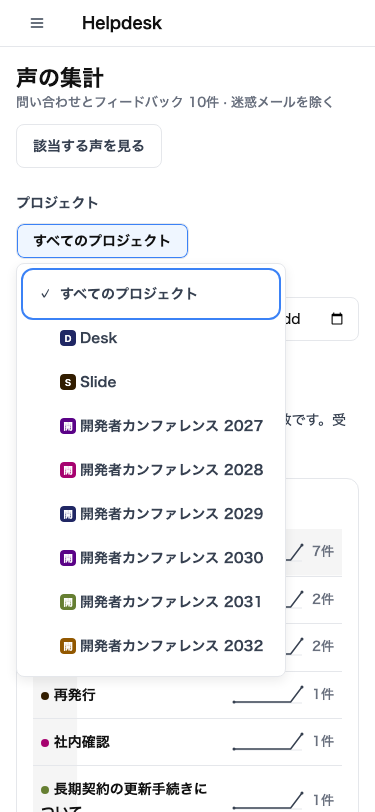 Helpdesk
声の集計
問い合わせとフィードバック 10件 · 迷惑メールを除く
該当する声を見る
プロジェクト
すべてのプロジェクト
✓ すべてのプロジェクト
dd
D Desk
S Slide
数です。受
開 開発者カンファレンス 2027
開 開発者カンファレンス 2028
開 開発者カンファレンス 2029
開 開発者カンファレンス 2030
7件
開 開発者カンファレンス 2031
2件
開 開発者カンファレンス 2032
2件
再発行 1件
社内確認 1件
長期契約の更新手続きに 1件
ついて